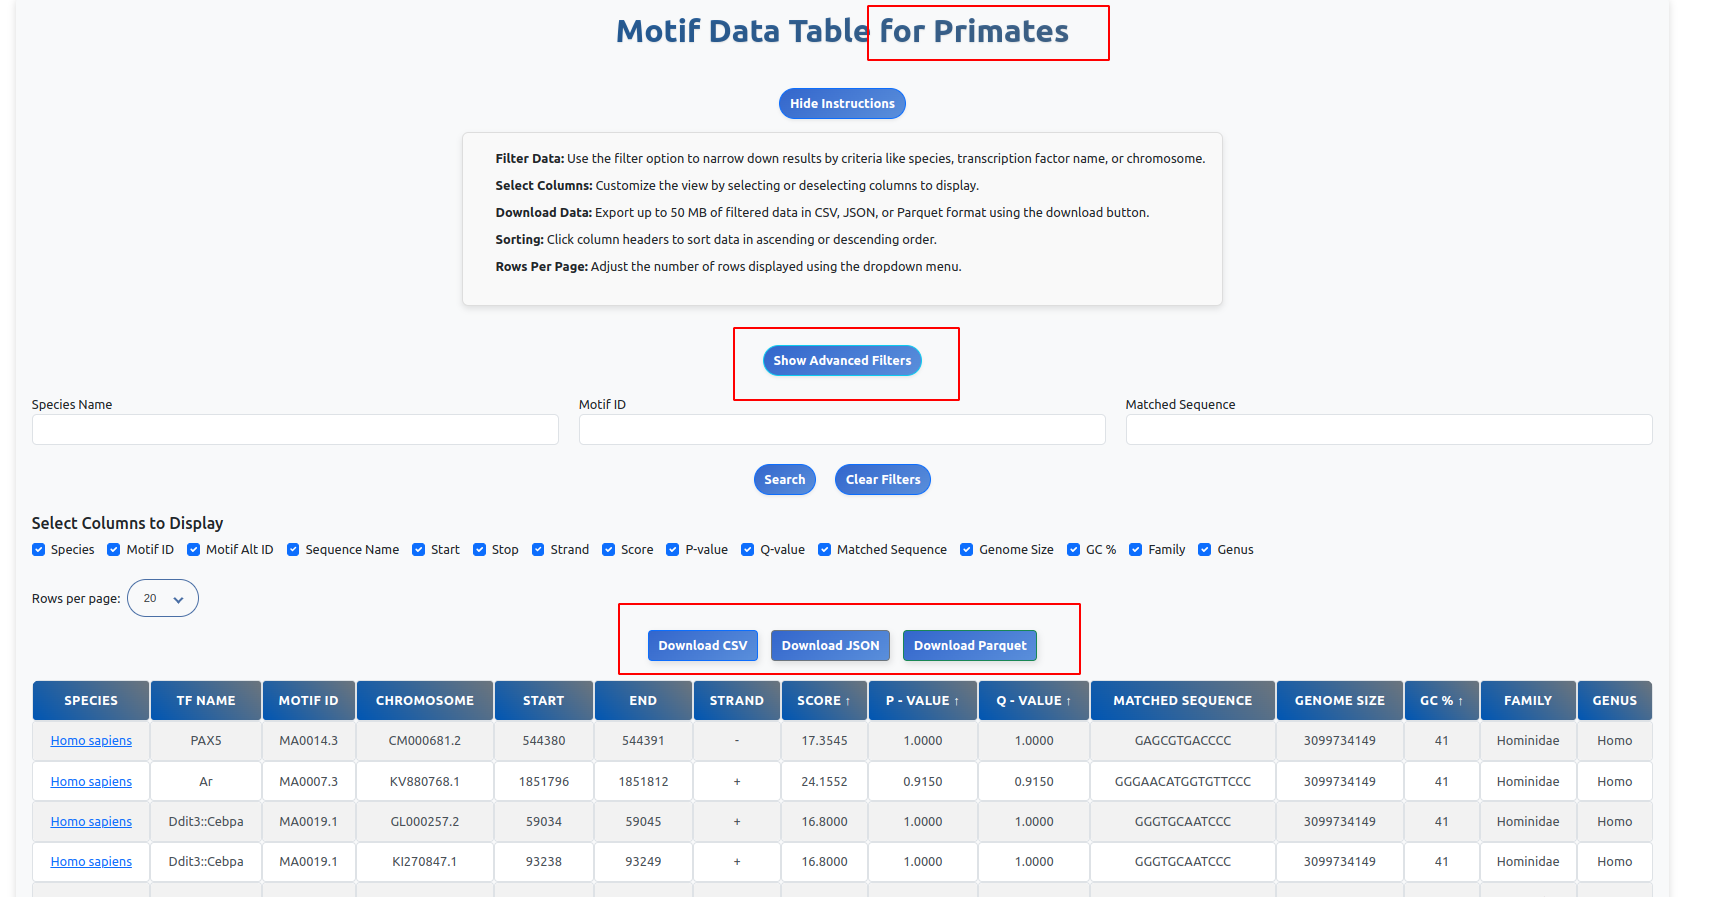 Motif Data Table for Primates
Hide Instructions
Filter Data: Use the filter option to narrow down results by criteria like species, transcription factor name, or chromosome.
Select Columns: Customize the view by selecting or deselecting columns to display.
Download Data: Export up to 50 MB of filtered data in CSV, JSON, or Parquet format using the download button.
Sorting: Click column headers to sort data in ascending or descending order.
Rows Per Page: Adjust the number of rows displayed using the dropdown menu.
Show Advanced Filters
Species Name Motif ID Matched Sequence
Search Clear Filters
Select Columns to Display
Species Motif ID Motif Alt ID Sequence Name Start Stop Strand Score P-value Q-value Matched Sequence Genome Size GC % Family Genus
Rows per page: 20
Download CSV Download JSON Download Parquet
SPECIES TF NAME MOTIF ID CHROMOSOME START END STRAND SCORE ↑ P - VALUE ↑ Q - VALUE ↑ MATCHED SEQUENCE GENOME SIZE GC % ↑ FAMILY GENUS
Homo sapiens PAX5 MA0014.3 CM000681.2 544380 544391 - 17.3545 1.0000 1.0000 GAGCGTGACCCC 3099734149 41 Hominidae Homo
Homo sapiens Ar MA0007.3 KV880768.1 1851796 1851812 + 24.1552 0.9150 0.9150 GGGAACATGGTGTTCCC 3099734149 41 Hominidae Homo
Homo sapiens Ddit3::Cebpa MA0019.1 GL000257.2 59034 59045 + 16.8000 1.0000 1.0000 GGGTGCAATCCC 3099734149 41 Hominidae Homo
Homo sapiens Ddit3::Cebpa MA0019.1 KI270847.1 93238 93249 + 16.8000 1.0000 1.0000 GGGTGCAATCCC 3099734149 41 Hominidae Homo